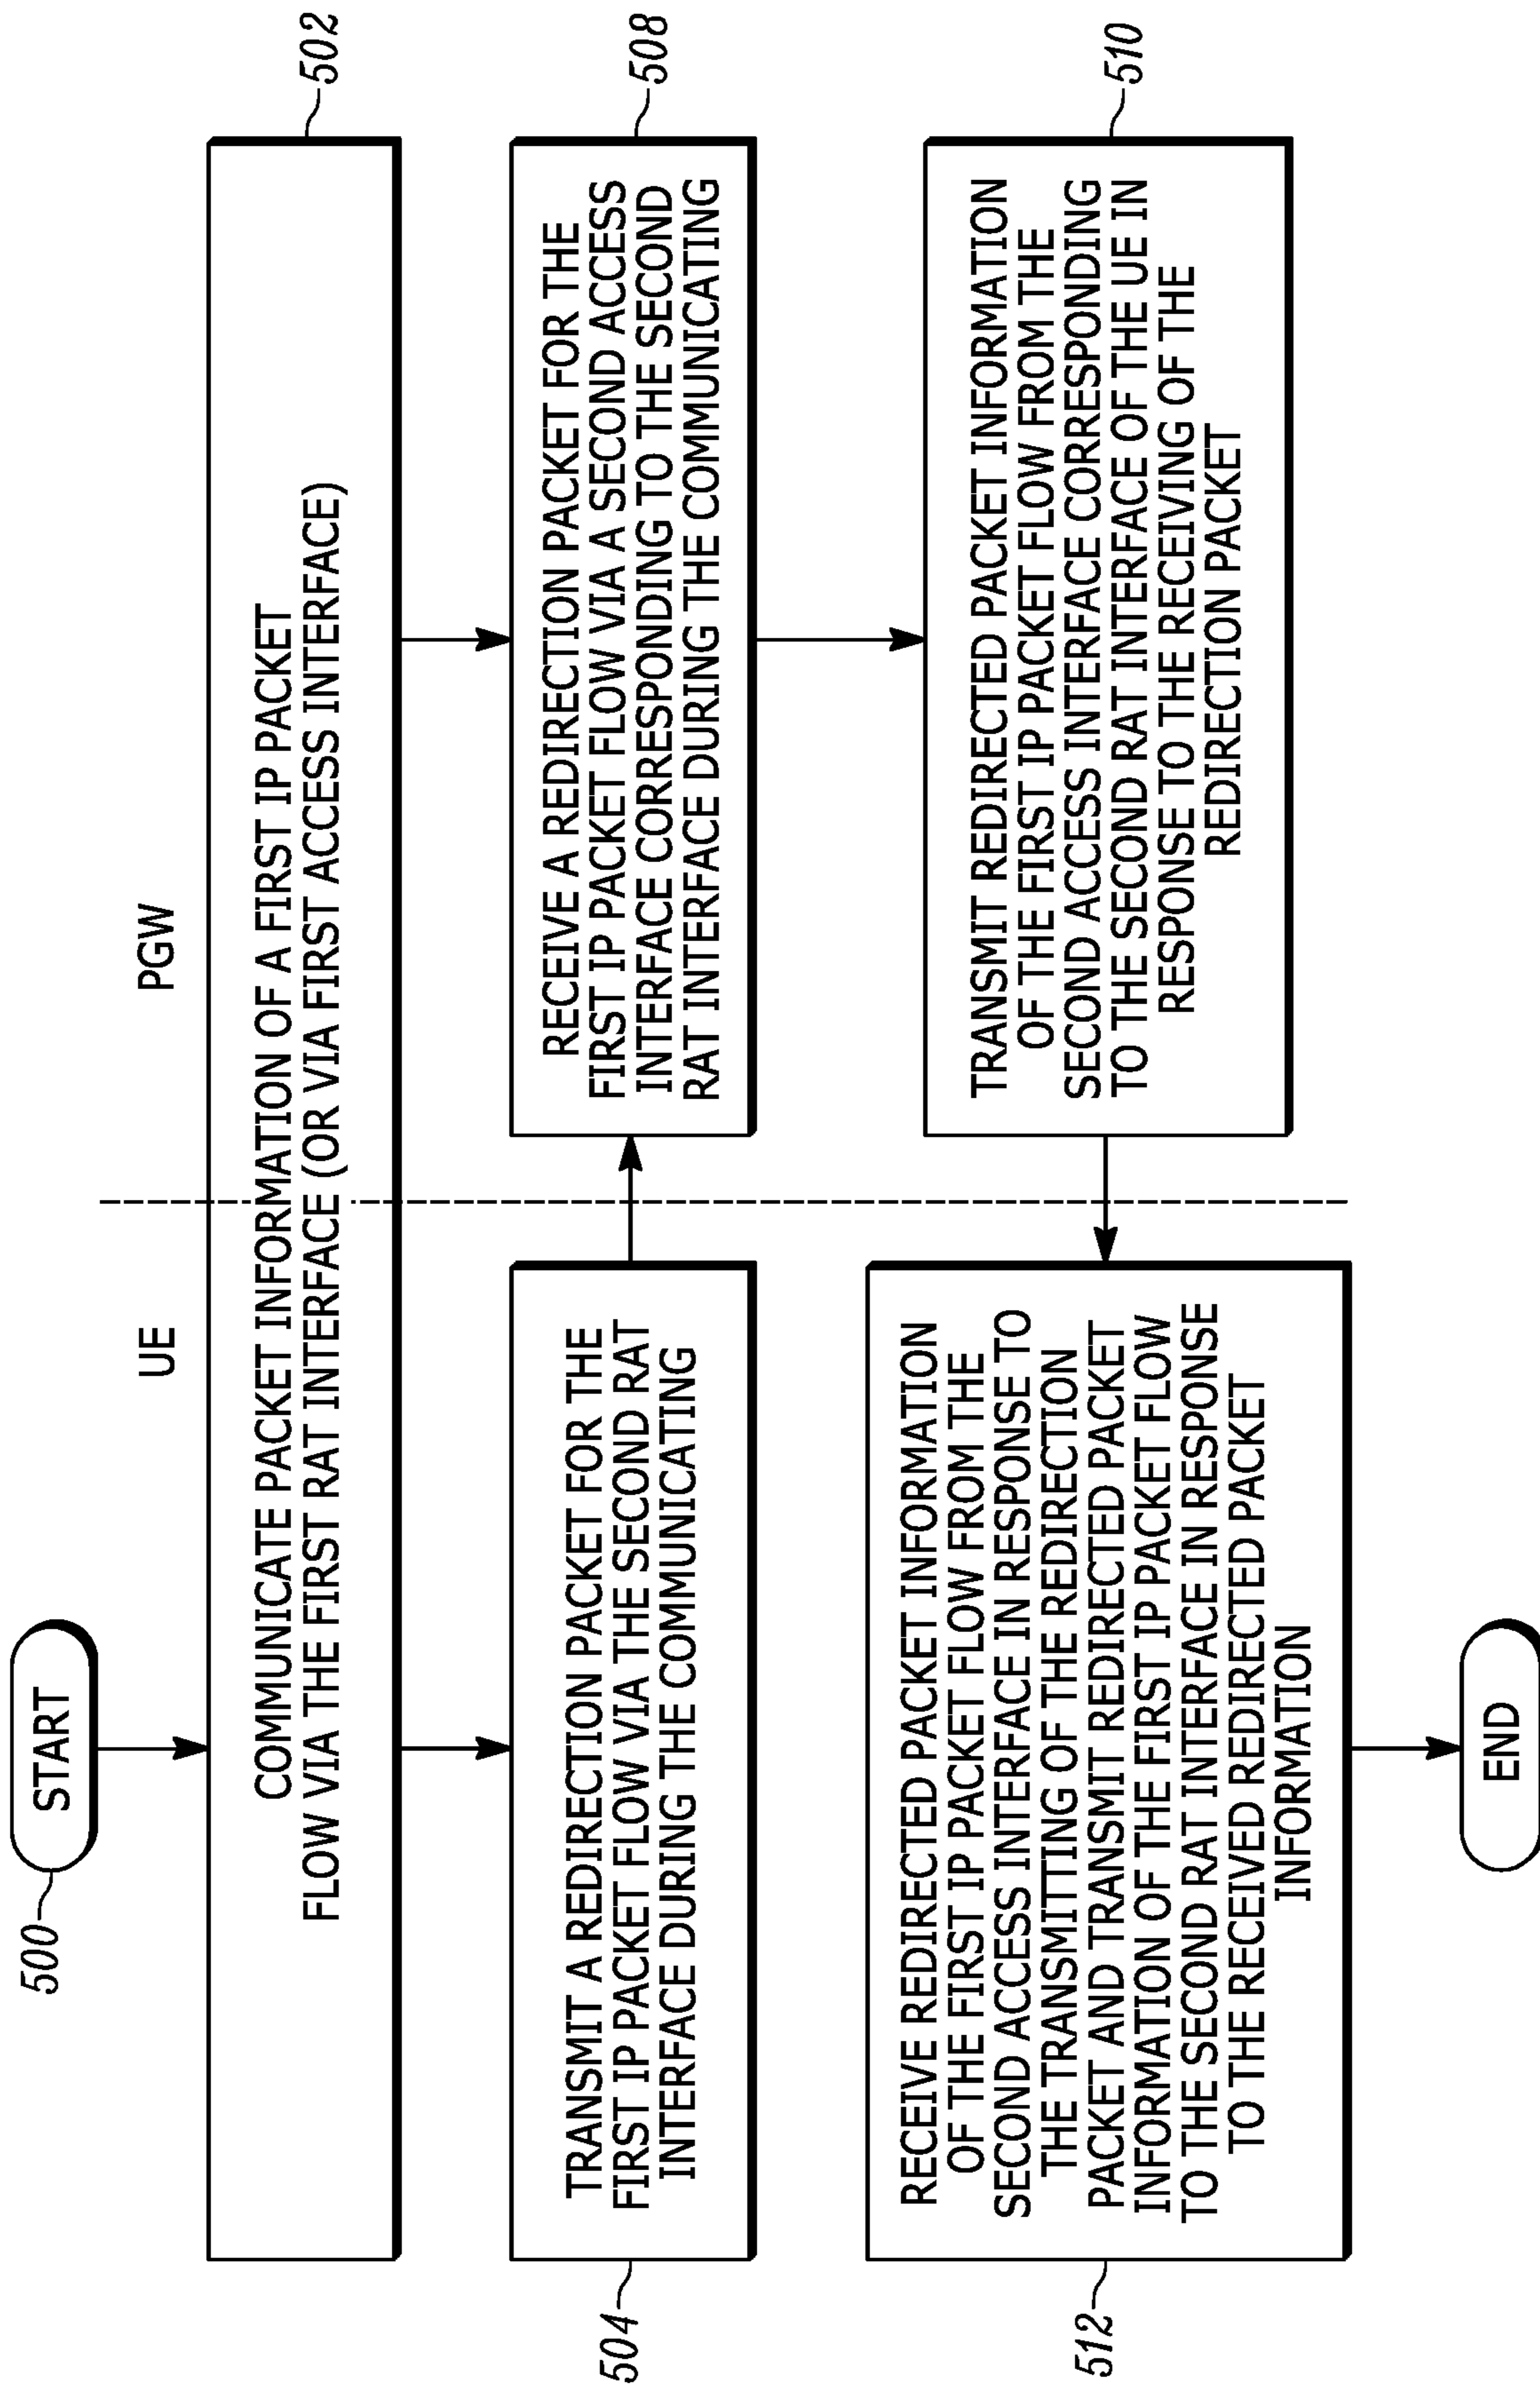 500
START
UE
PGW
COMMUNICATE PACKET INFORMATION OF A FIRST IP PACKET
FLOW VIA THE FIRST RAT INTERFACE (OR VIA FIRST ACCESS INTERFACE)
502
504
TRANSMIT A REDIRECTION PACKET FOR THE
FIRST IP PACKET FLOW VIA THE SECOND RAT
INTERFACE DURING THE COMMUNICATING
RECEIVE A REDIRECTION PACKET FOR THE
FIRST IP PACKET FLOW VIA A SECOND ACCESS
INTERFACE CORRESPONDING TO THE SECOND
RAT INTERFACE DURING THE COMMUNICATING
508
TRANSMIT REDIRECTED PACKET INFORMATION
OF THE FIRST IP PACKET FLOW FROM THE
SECOND ACCESS INTERFACE CORRESPONDING
TO THE SECOND RAT INTERFACE OF THE UE IN
RESPONSE TO THE RECEIVING OF THE
REDIRECTION PACKET
510
512
RECEIVE REDIRECTED PACKET INFORMATION
OF THE FIRST IP PACKET FLOW FROM THE
SECOND ACCESS INTERFACE IN RESPONSE TO
THE TRANSMITTING OF THE REDIRECTION
PACKET AND TRANSMIT REDIRECTED PACKET
INFORMATION OF THE FIRST IP PACKET FLOW
TO THE SECOND RAT INTERFACE IN RESPONSE
TO THE RECEIVED REDIRECTED PACKET
INFORMATION
END